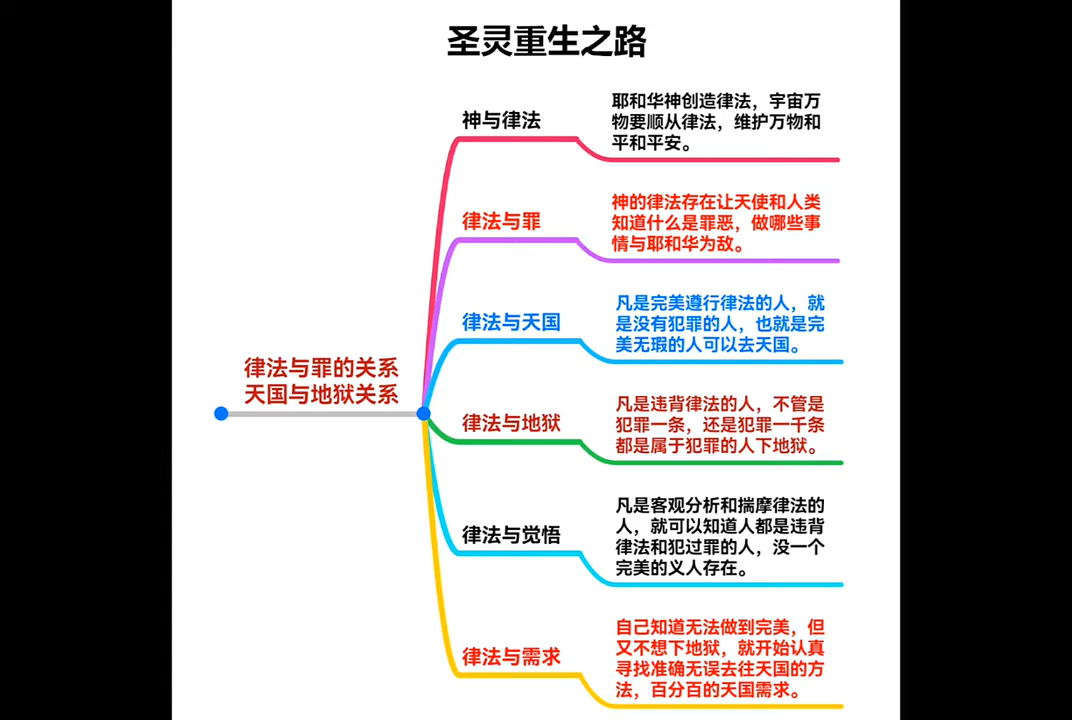 圣灵重生之路
律法与罪的关系
天国与地狱关系
神与律法
耶和华神创造律法，宇宙万
物要顺从律法，维护万物和
平和平安。
律法与罪
神的律法存在让天使和人类
知道什么是罪恶，做哪些事
情与耶和华为敌。
律法与天国
凡是完美遵行律法的人，就
是没有犯罪的人，也就是完
美无瑕的人可以去天国。
律法与地狱
凡是违背律法的人，不管是
犯罪一条，还是犯罪一千条
都是属于犯罪的人下地狱。
律法与觉悟
凡是客观分析和揣摩律法的
人，就可以知道人都是违背
律法和犯过罪的人，没一个
完美的义人存在。
律法与需求
自己知道无法做到完美，但
又不想下地狱，就开始认真
寻找准确无误去往天国的方
法，百分百的天国需求。